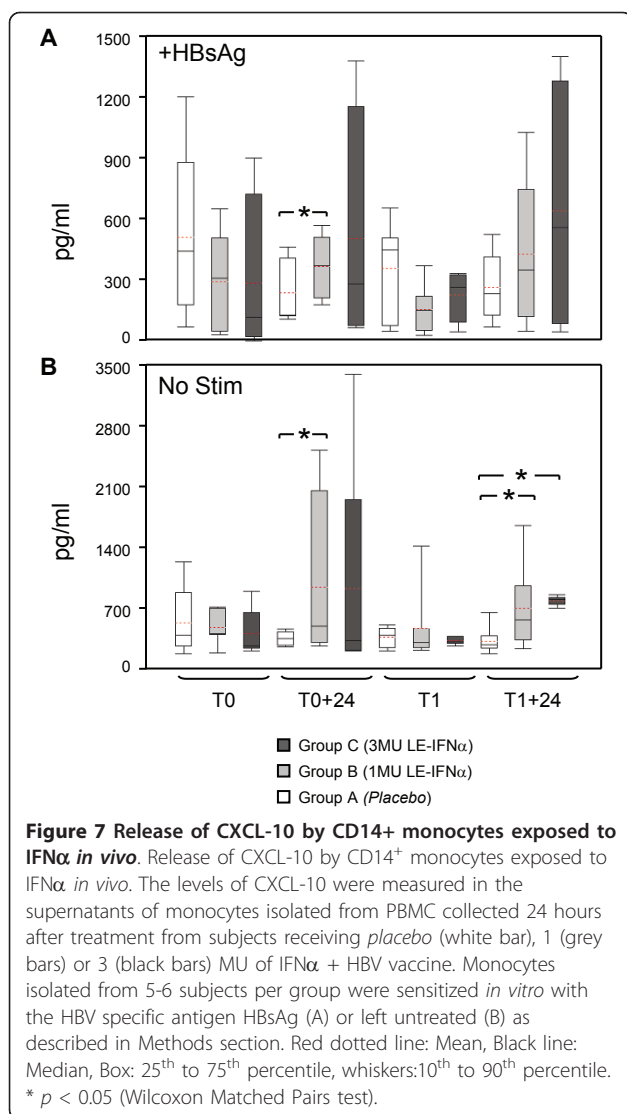 A
+HBsAg
1500
1200
900
600
300
0
pg/ml
*
B
No Stim
3500
2800
2100
1400
700
0
pg/ml
*
*
*
T0
T0+24
T1
T1+24
Group C (3MU LE-IFNα)
Group B (1MU LE-IFNα)
Group A (Placebo)
Figure 7 Release of CXCL-10 by CD14+ monocytes exposed to
IFNα in vivo. Release of CXCL-10 by CD14+ monocytes exposed to
IFNα in vivo. The levels of CXCL-10 were measured in the
supernatants of monocytes isolated from PBMC collected 24 hours
after treatment from subjects receiving placebo (white bar), 1 (grey
bars) or 3 (black bars) MU of IFNα + HBV vaccine. Monocytes
isolated from 5-6 subjects per group were sensitized in vitro with
the HBV specific antigen HBsAg (A) or left untreated (B) as
described in Methods section. Red dotted line: Mean, Black line:
Median, Box: 25th to 75th percentile, whiskers:10th to 90th percentile.
* p < 0.05 (Wilcoxon Matched Pairs test).